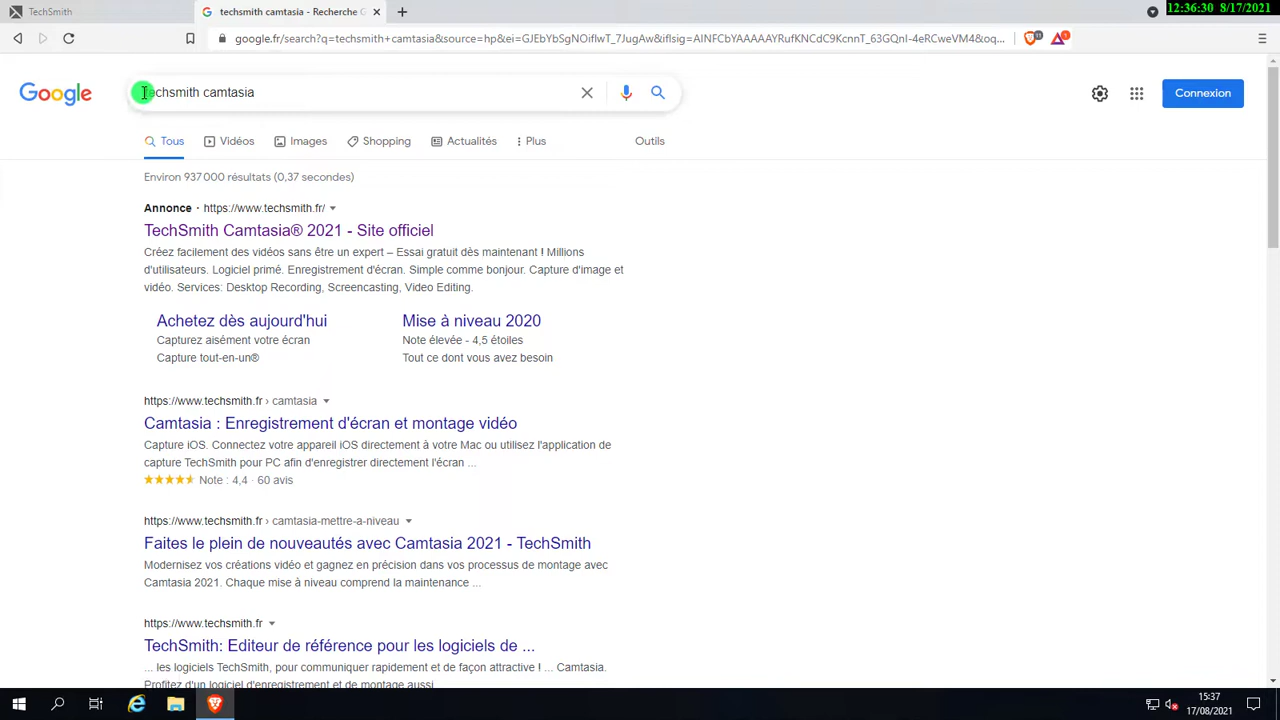 TechSmith
techsmith camtasia - Recherche G
12:36:30 8/17/2021
google.fr/search?q=techsmith+camtasia&source=hp&ei=GJEbYbSgNOiflwT_7JugAw&iflsig=AINFCbYAAAAAYRufKNCdC9KcnnT_63GQnI-4eRCweVM4&oq...
Google
techsmith camtasia
Connexion
Tous
Vidéos
Images
Shopping
Actualités
Plus
Outils
Environ 937 000 résultats (0,37 secondes)
Annonce · https://www.techsmith.fr/
TechSmith Camtasia® 2021 - Site officiel
Créez facilement des vidéos sans être un expert – Essai gratuit dès maintenant ! Millions
d'utilisateurs. Logiciel primé. Enregistrement d'écran. Simple comme bonjour. Capture d'image et
vidéo. Services: Desktop Recording, Screencasting, Video Editing.
Achetez dès aujourd'hui
Capturez aisément votre écran
Capture tout-en-un®
Mise à niveau 2020
Note élevée - 4,5 étoiles
Tout ce dont vous avez besoin
https://www.techsmith.fr › camtasia
Camtasia : Enregistrement d'écran et montage vidéo
Capture iOS. Connectez votre appareil iOS directement à votre Mac ou utilisez l'application de
capture TechSmith pour PC afin d'enregistrer directement l'écran ...
Note : 4,4 · 60 avis
https://www.techsmith.fr › camtasia-mettre-a-niveau
Faites le plein de nouveautés avec Camtasia 2021 - TechSmith
Modernisez vos créations vidéo et gagnez en précision dans vos processus de montage avec
Camtasia 2021. Chaque mise à niveau comprend la maintenance ...
https://www.techsmith.fr
TechSmith: Editeur de référence pour les logiciels de ...
... les logiciels TechSmith, pour communiquer rapidement et de façon attractive ! ... Camtasia.
Profitez d'un logiciel d'enregistrement et de montage aussi
15:37
17/08/2021